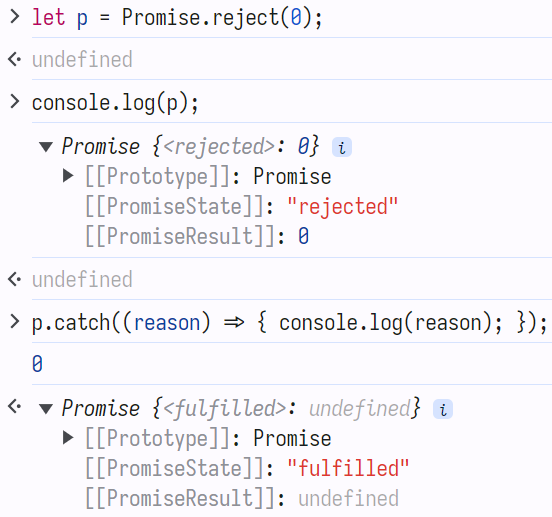 let p = Promise.reject(0);
undefined
console.log(p);
Promise {<rejected>: 0} i
[[Prototype]]: Promise
[[PromiseState]]: "rejected"
[[PromiseResult]]: 0
undefined
p.catch((reason) => { console.log(reason); });
0
Promise {<fulfilled>: undefined} i
[[Prototype]]: Promise
[[PromiseState]]: "fulfilled"
[[PromiseResult]]: undefined